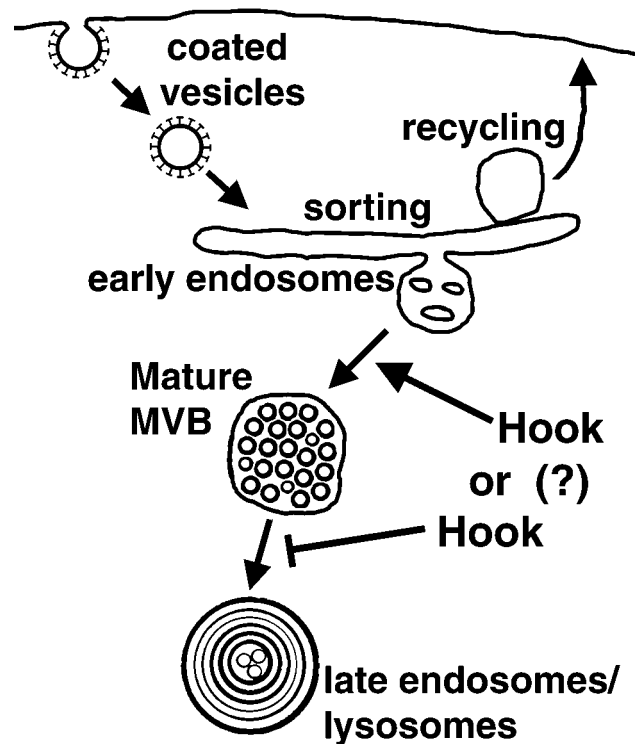 coated
vesicles
recycling
sorting
early endosomes
Mature
MVB
Hook
or (?)
Hook
late endosomes/
lysosomes